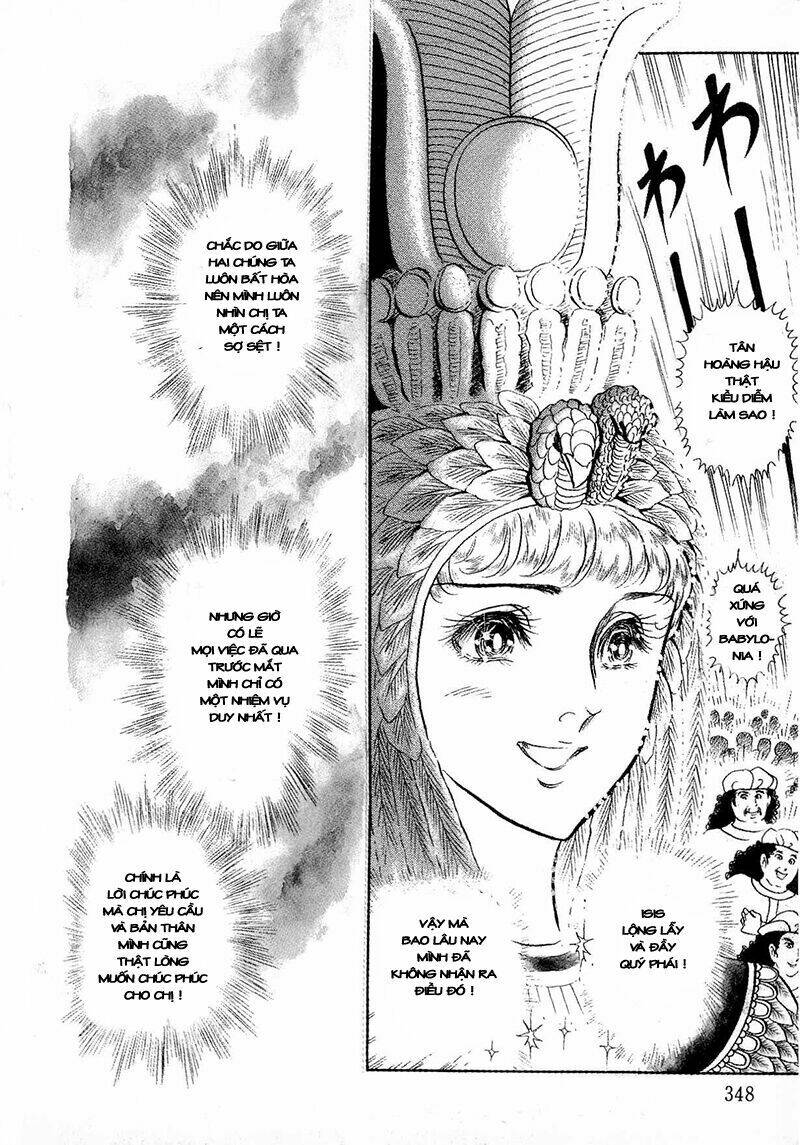 わー
わー
TÂN
HOÀNG HẬU
THẬT
KIỀU DIỄM
LÀM SAO !
QUÁ
XỨNG
VỚI
BABYLO-
NIA !
ISIS
LỘNG LẪY
VÀ ĐẦY
QUÝ PHÁI !
VẬY MÀ
BAO LÂU NAY
MÌNH ĐÃ
KHÔNG NHẬN RA
ĐIỀU ĐÓ !
CHẮC DO GIỮA
HAI CHÚNG TA
LUÔN BẤT HÒA
NÊN MÌNH LUÔN
NHÌN CHỊ TA
MỘT CÁCH
SỢ SỆT !
NHƯNG GIỜ
CÓ LẼ
MỌI VIỆC ĐÃ QUA
TRƯỚC MẮT
MÌNH CHỈ CÓ
MỘT NHIỆM VỤ
DUY NHẤT !
CHÍNH LÀ
LỜI CHÚC PHÚC
MÀ CHỊ YÊU CẦU
VÀ BẢN THÂN
MÌNH CŨNG
THẬT LÒNG
MUỐN CHÚC PHÚC
CHO CHỊ !
348